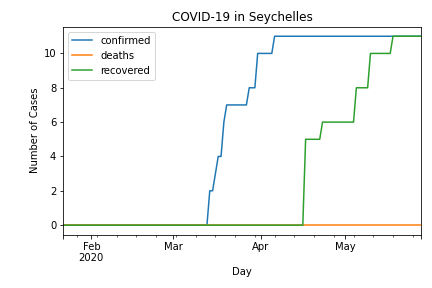 COVID-19 in Seychelles
confirmed
deaths
recovered
Number of Cases
10
8
6
4
2
0
Feb
2020
Mar
Apr
May
Day